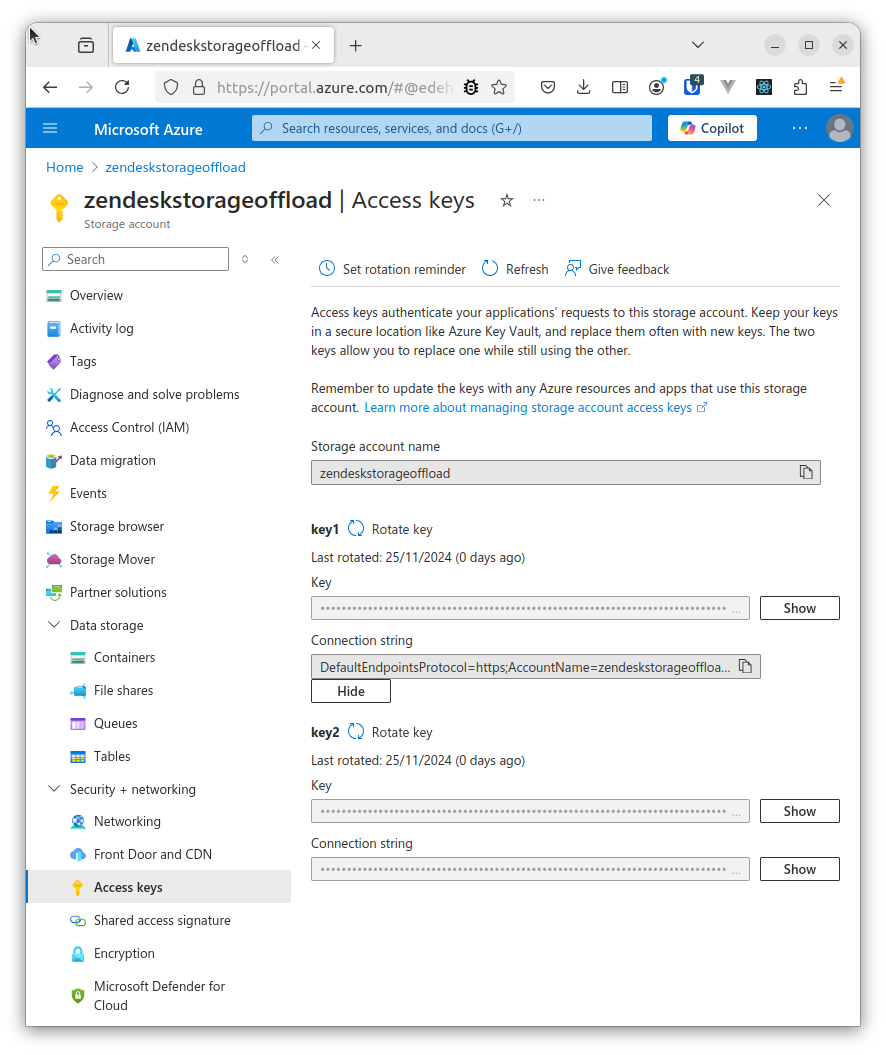 zendeskstorageoffload
https://portal.azure.com/#@edeh
4
Microsoft Azure
Search resources, services, and docs (G+/)
Copilot
Home > zendeskstorageoffload
zendeskstorageoffload | Access keys
Storage account
Search
Overview
Activity log
Tags
Diagnose and solve problems
Access Control (IAM)
Data migration
Events
Storage browser
Storage Mover
Partner solutions
Data storage
Containers
File shares
Queues
Tables
Security + networking
Networking
Front Door and CDN
Access keys
Shared access signature
Encryption
Microsoft Defender for
Cloud
Set rotation reminder Refresh Give feedback
Access keys authenticate your applications’ requests to this storage account. Keep your keys
in a secure location like Azure Key Vault, and replace them often with new keys. The two
keys allow you to replace one while still using the other.
Remember to update the keys with any Azure resources and apps that use this storage
account. Learn more about managing storage account access keys
Storage account name
zendeskstorageoffload
key1 Rotate key
Last rotated: 25/11/2024 (0 days ago)
Key
Show
Connection string
DefaultEndpointsProtocol=https;AccountName=zendeskstorageoffloa...
Hide
key2 Rotate key
Last rotated: 25/11/2024 (0 days ago)
Key
Show
Connection string
Show